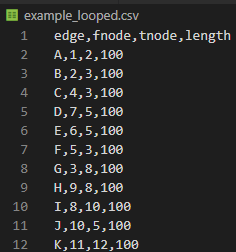 example_looped.csv
1 edge,fnode,tnode,length
2 A,1,2,100
3 B,2,3,100
4 C,4,3,100
5 D,7,5,100
6 E,6,5,100
7 F,5,3,100
8 G,3,8,100
9 H,9,8,100
10 I,8,10,100
11 J,10,5,100
12 K,11,12,100